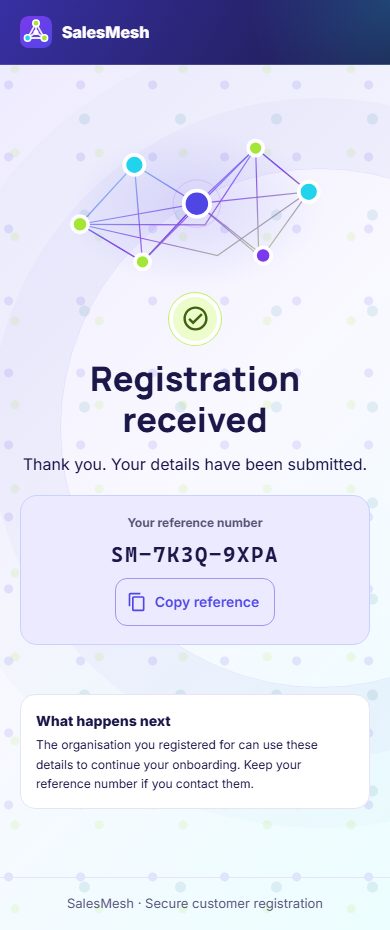 SalesMesh
Registration
received
Thank you. Your details have been submitted.
Your reference number
SM-7K3Q-9XPA
Copy reference
What happens next
The organisation you registered for can use these
details to continue your onboarding. Keep your
reference number if you contact them.
SalesMesh · Secure customer registration